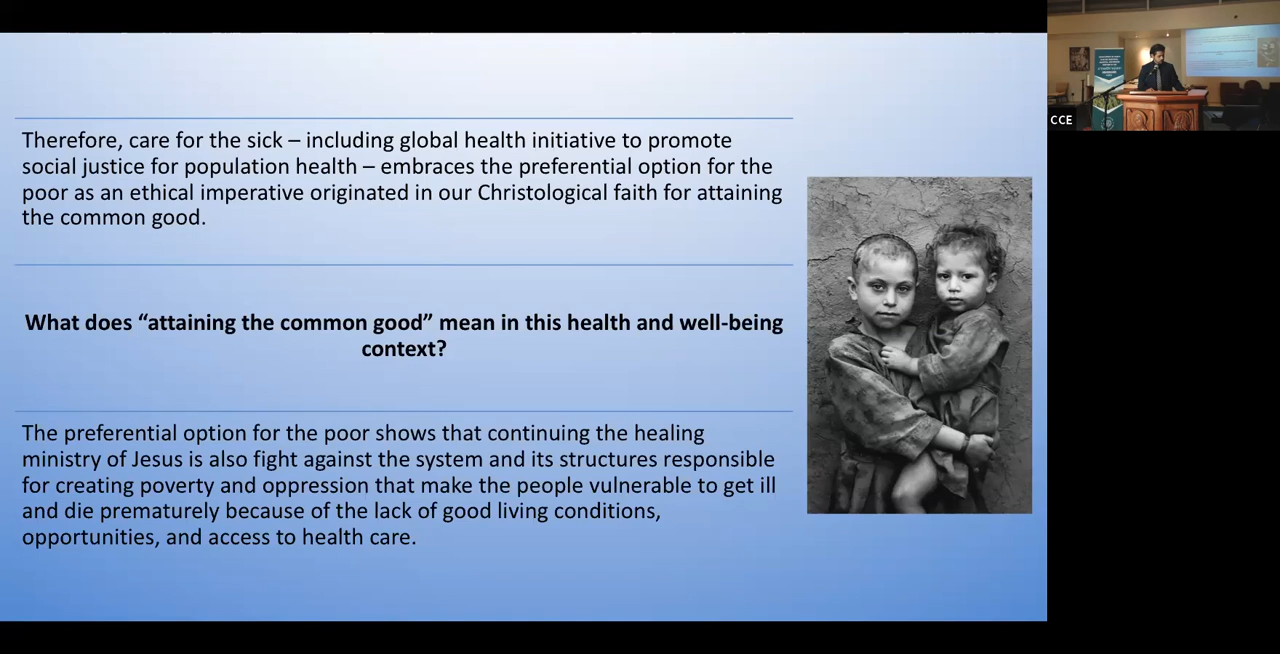 Therefore, care for the sick – including global health initiative to promote
social justice for population health – embraces the preferential option for the
poor as an ethical imperative originated in our Christological faith for attaining
the common good.
What does “attaining the common good” mean in this health and well-being
context?
The preferential option for the poor shows that continuing the healing
ministry of Jesus is also fight against the system and its structures responsible
for creating poverty and oppression that make the people vulnerable to get ill
and die prematurely because of the lack of good living conditions,
opportunities, and access to health care.
CCE